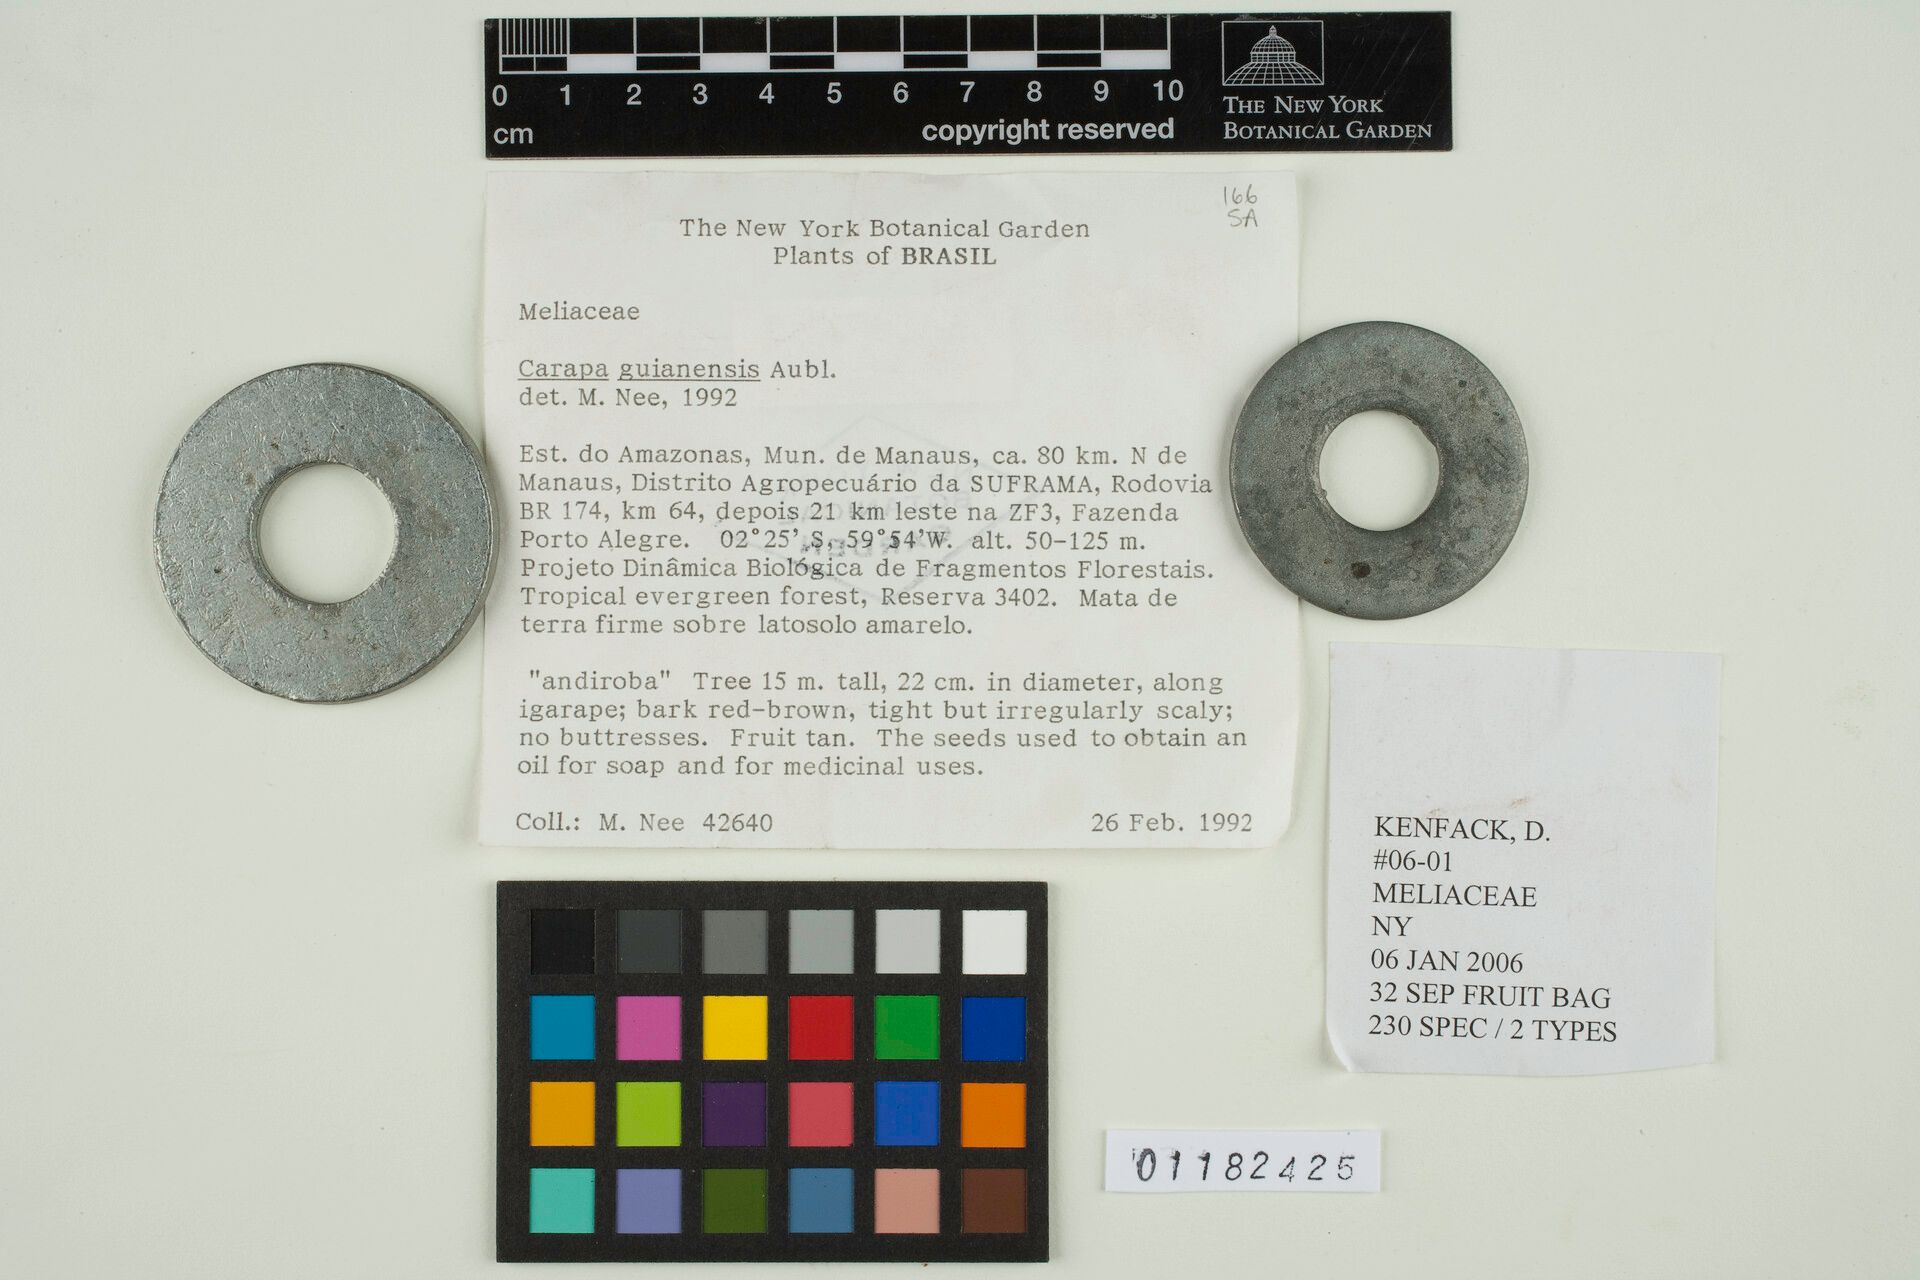 0 1 2 3 4 5 6 7 8 9 10
cm
copyright reserved
THE NEW YORK
BOTANICAL GARDEN
166
SA
The New York Botanical Garden
Plants of BRASIL
Meliaceae
Carapa guianensis Aubl.
det. M. Nee, 1992
Est. do Amazonas, Mun. de Manaus, ca. 80 km. N de
Manaus, Distrito Agropecuário da SUFRAMA, Rodovia
BR 174, km 64, depois 21 km leste na ZF3, Fazenda
Porto Alegre. 02°25'S, 59°54'W. alt. 50-125 m.
Projeto Dinâmica Biológica de Fragmentos Florestais.
Tropical evergreen forest, Reserva 3402. Mata de
terra firme sobre latosolo amarelo.
"andiroba" Tree 15 m. tall, 22 cm. in diameter, along
igarape; bark red-brown, tight but irregularly scaly;
no buttresses. Fruit tan. The seeds used to obtain an
oil for soap and for medicinal uses.
Coll.: M. Nee 42640 26 Feb. 1992
KENFACK, D.
#06-01
MELIACEAE
NY
06 JAN 2006
32 SEP FRUIT BAG
230 SPEC / 2 TYPES
01182425